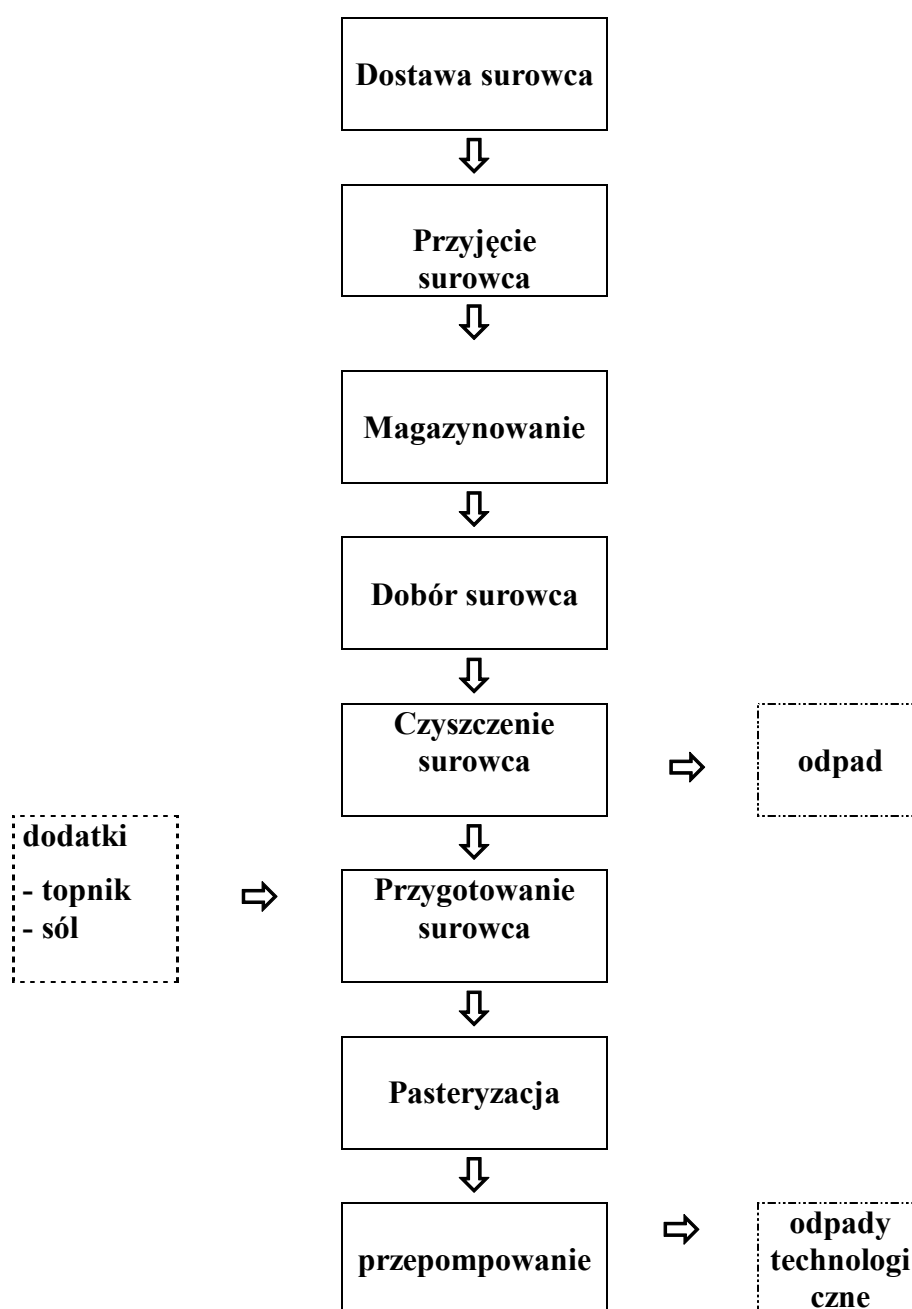 Dostawa surowca
Przyjęcie
surowca
Magazynowanie
Dobór surowca
Czyszczenie
surowca
odpad
dodatki
- topnik
- sól
Przygotowanie
surowca
Pasteryzacja
przepompowanie
odpady
technologi
czne